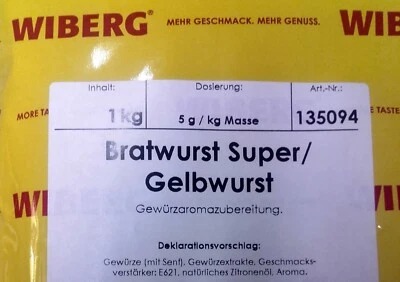 WIBERG® MEHR GESCHMACK. MEHR GENUSS.
WIB
Inhalt: Dosierung: Art.-Nr.:
MORE TA 1 kg 5 g / kg Masse 135094 MORE TASTE
Bratwurst Super/
Gelbwurst
WIBERG
Gewürzaromazubereitung.
Deklarationsvorschlag:
Gewürze (mit Senf), Gewürzextrakte, Geschmacks-
verstärker: E621, natürliches Zitronenöl, Aroma.